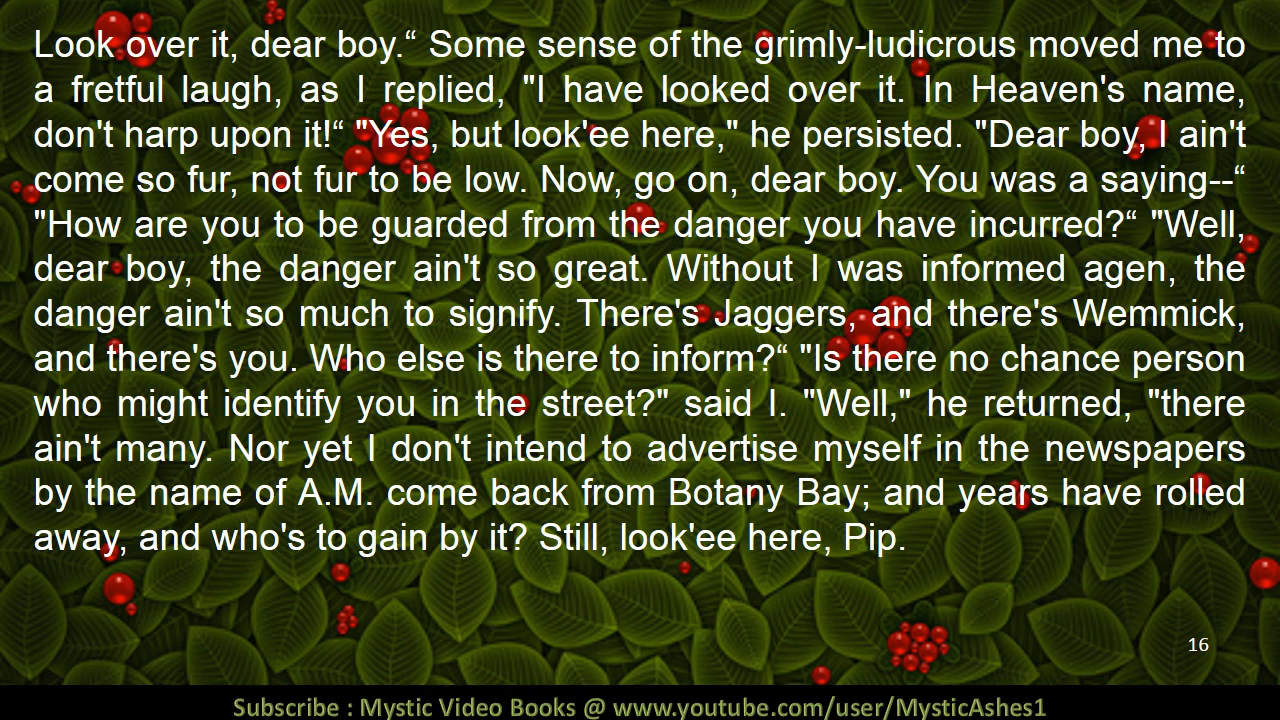 Look over it, dear boy.“ Some sense of the grimly-ludicrous moved me to
a fretful laugh, as I replied, "I have looked over it. In Heaven's name,
don't harp upon it!“ "Yes, but look'ee here," he persisted. "Dear boy, I ain't
come so fur, not fur to be low. Now, go on, dear boy. You was a saying--“
"How are you to be guarded from the danger you have incurred?“ "Well,
dear boy, the danger ain't so great. Without I was informed agen, the
danger ain't so much to signify. There's Jaggers, and there's Wemmick,
and there's you. Who else is there to inform?“ "Is there no chance person
who might identify you in the street?" said I. "Well," he returned, "there
ain't many. Nor yet I don't intend to advertise myself in the newspapers
by the name of A.M. come back from Botany Bay; and years have rolled
away, and who's to gain by it? Still, look'ee here, Pip.
16
Subscribe : Mystic Video Books @ www.youtube.com/user/MysticAshes1